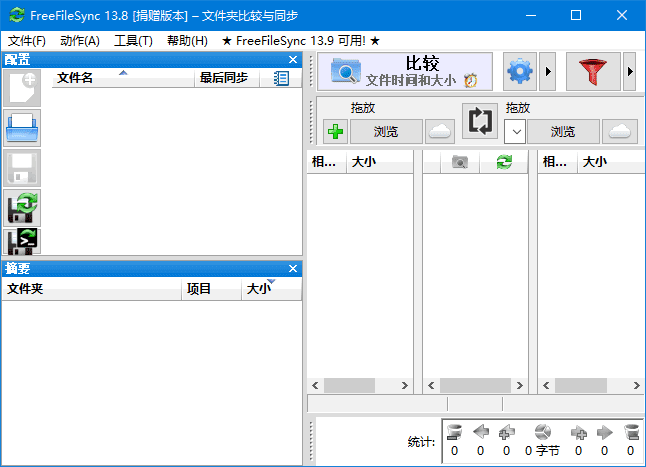 FreeFileSync 13.8 [捐赠版本] – 文件夹比较与同步
文件(F) 动作(A) 工具(T) 帮助(H) ★ FreeFileSync 13.9 可用! ★
配置
文件名 最后同步
比较
文件时间和大小
拖放 拖放
浏览 浏览
相... 大小 相... 大小
摘要
文件夹 项目 大小
统计: 0 0 0 0 字节 0 0 0